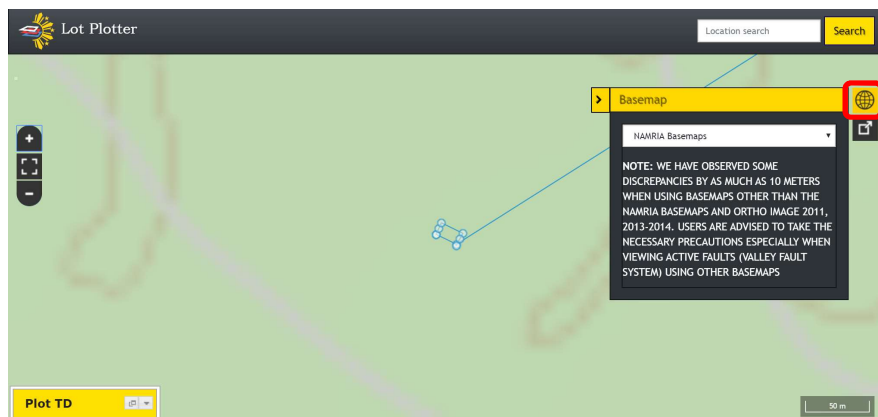 Lot Plotter
Location search
Search
Basemap
NAMRIA Basemaps
NOTE: WE HAVE OBSERVED SOME
DISCREPANCIES BY AS MUCH AS 10 METERS
WHEN USING BASEMAPS OTHER THAN THE
NAMRIA BASEMAPS AND ORTHO IMAGE 2011,
2013-2014. USERS ARE ADVISED TO TAKE THE
NECESSARY PRECAUTIONS ESPECIALLY WHEN
VIEWING ACTIVE FAULTS (VALLEY FAULT
SYSTEM) USING OTHER BASEMAPS
Plot TD
50 m